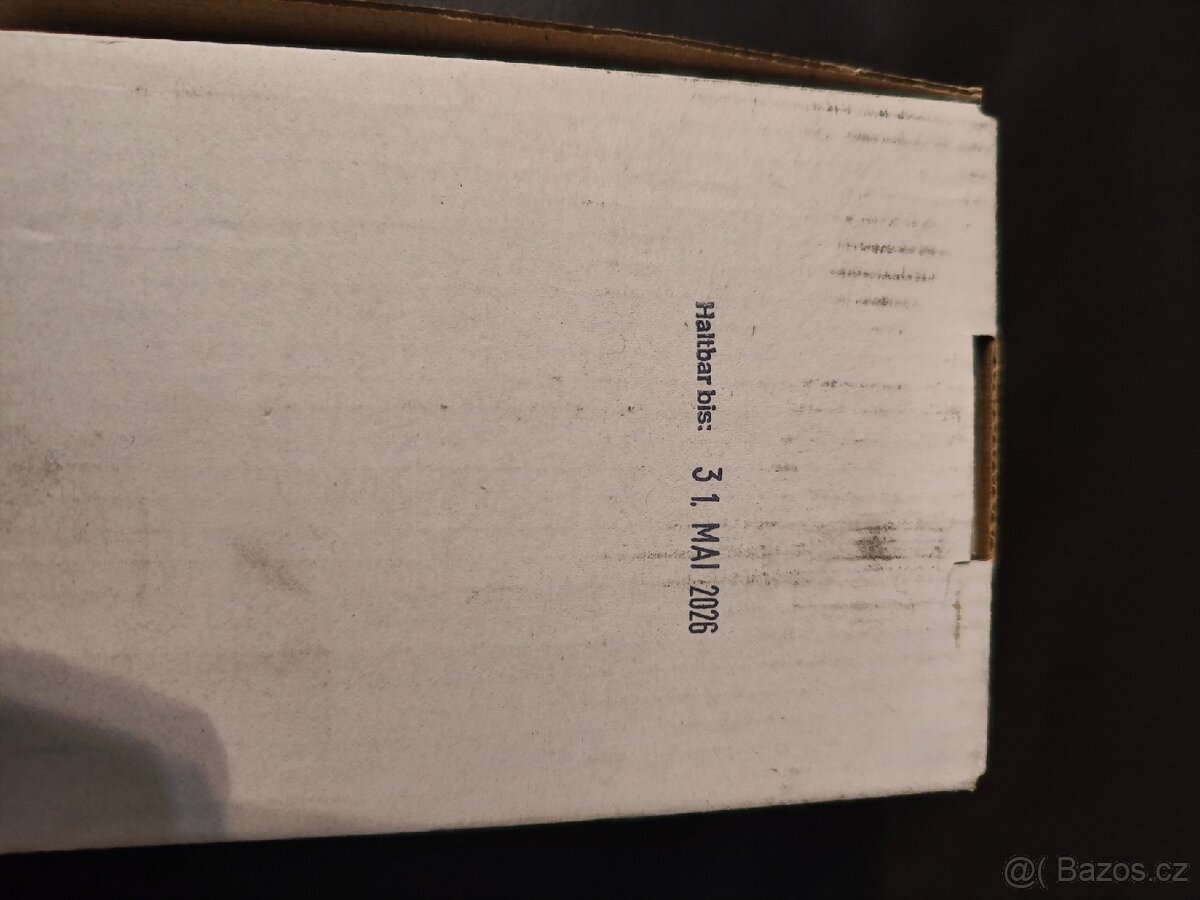 Haltbar bis: 31. MAI 2026
@( Bazos.cz